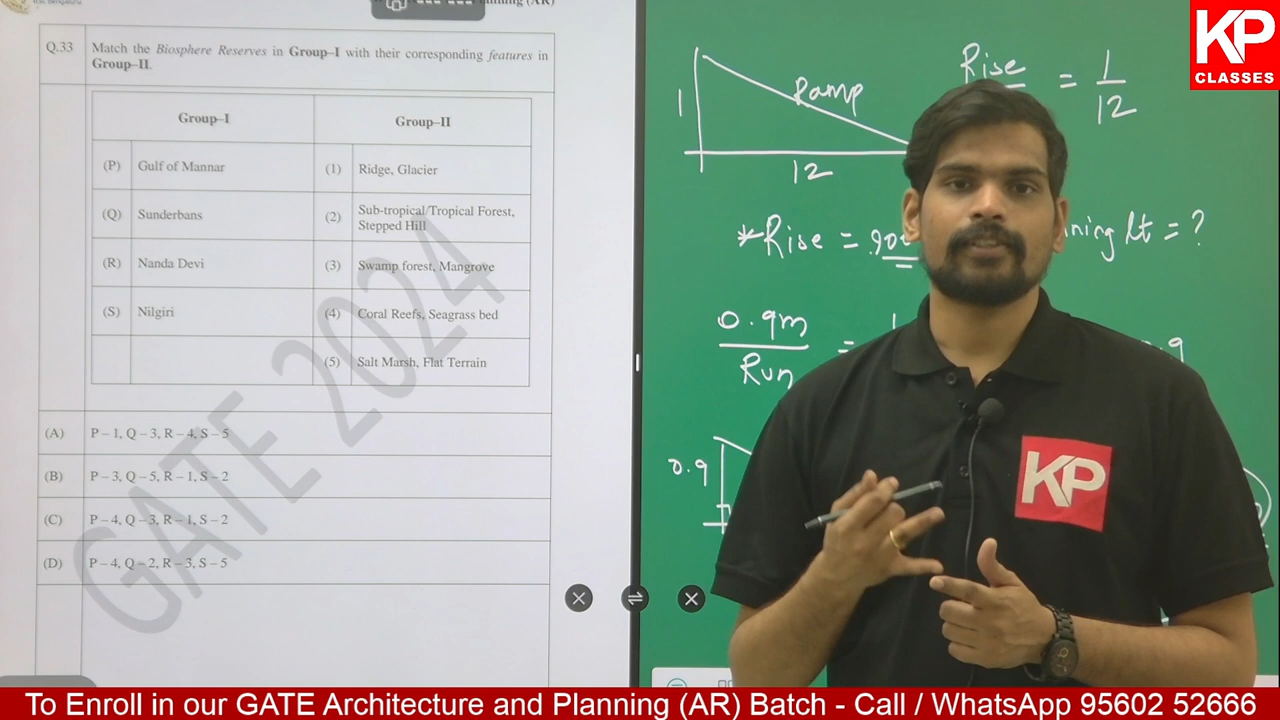 Q.33 Match the Biosphere Reserves in Group–I with their corresponding features in
Group–II.
Group–I Group–II
(P) Gulf of Mannar (1) Ridge, Glacier
(Q) Sunderbans (2) Sub-tropical/Tropical Forest,
Stepped Hill
(R) Nanda Devi (3) Swamp forest, Mangrove
(S) Nilgiri (4) Coral Reefs, Seagrass bed
(5) Salt Marsh, Flat Terrain
(A) P – 1, Q – 3, R – 4, S – 5
(B) P – 3, Q – 5, R – 1, S – 2
(C) P – 4, Q – 3, R – 1, S – 2
(D) P – 4, Q – 2, R – 3, S – 5
GATE 2024
KP
CLASSES
Rise = 1
12
1 Ramp
12
*Rise = lt = ?
0.9m
Run
=
0.9
KP
To Enroll in our GATE Architecture and Planning (AR) Batch - Call / WhatsApp 95602 52666